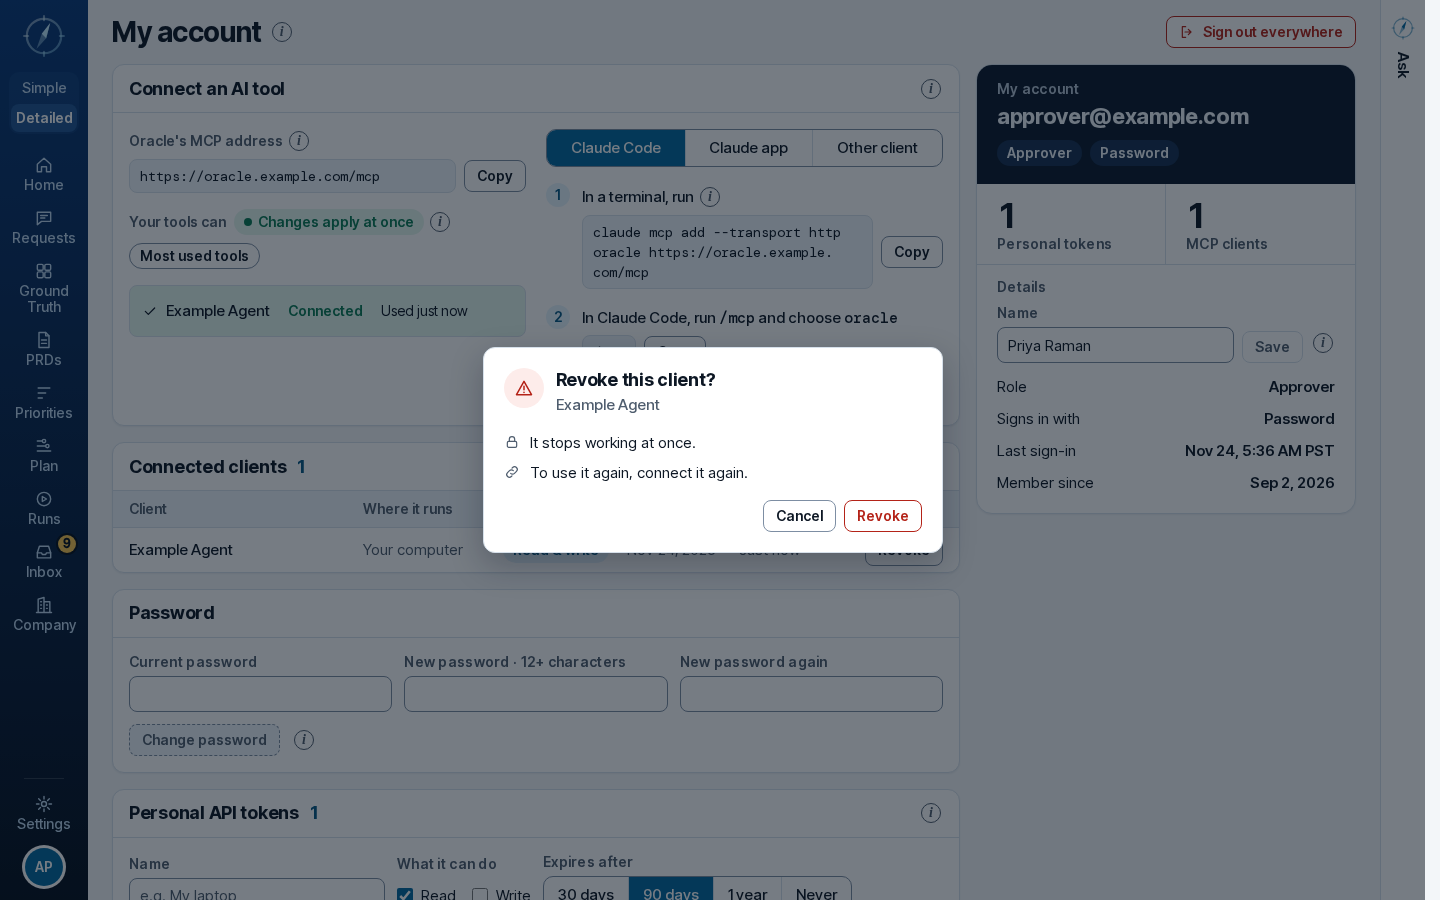 Simple
Detailed
Home
Requests
Ground
Truth
PRDs
Priorities
Plan
Runs
9
Inbox
Company
Settings
AP
My account
Sign out everywhere
Ask
Connect an AI tool
Oracle's MCP address
https://oracle.example.com/mcp
Copy
Your tools can
Changes apply at once
Most used tools
Example Agent Connected Used just now
Claude Code Claude app Other client
1 In a terminal, run
claude mcp add --transport http
oracle https://oracle.example.
com/mcp
Copy
2 In Claude Code, run /mcp and choose oracle
Revoke this client?
Example Agent
It stops working at once.
To use it again, connect it again.
Cancel
Revoke
Connected clients 1
Client Where it runs
Example Agent Your computer
Password
Current password
New password · 12+ characters
New password again
Change password
Personal API tokens 1
Name
e.g. My laptop
What it can do
Read Write
Expires after
30 days 90 days 1 year Never
My account
approver@example.com
Approver Password
1
Personal tokens
1
MCP clients
Details
Name
Priya Raman
Save
Role Approver
Signs in with Password
Last sign-in Nov 24, 5:36 AM PST
Member since Sep 2, 2026